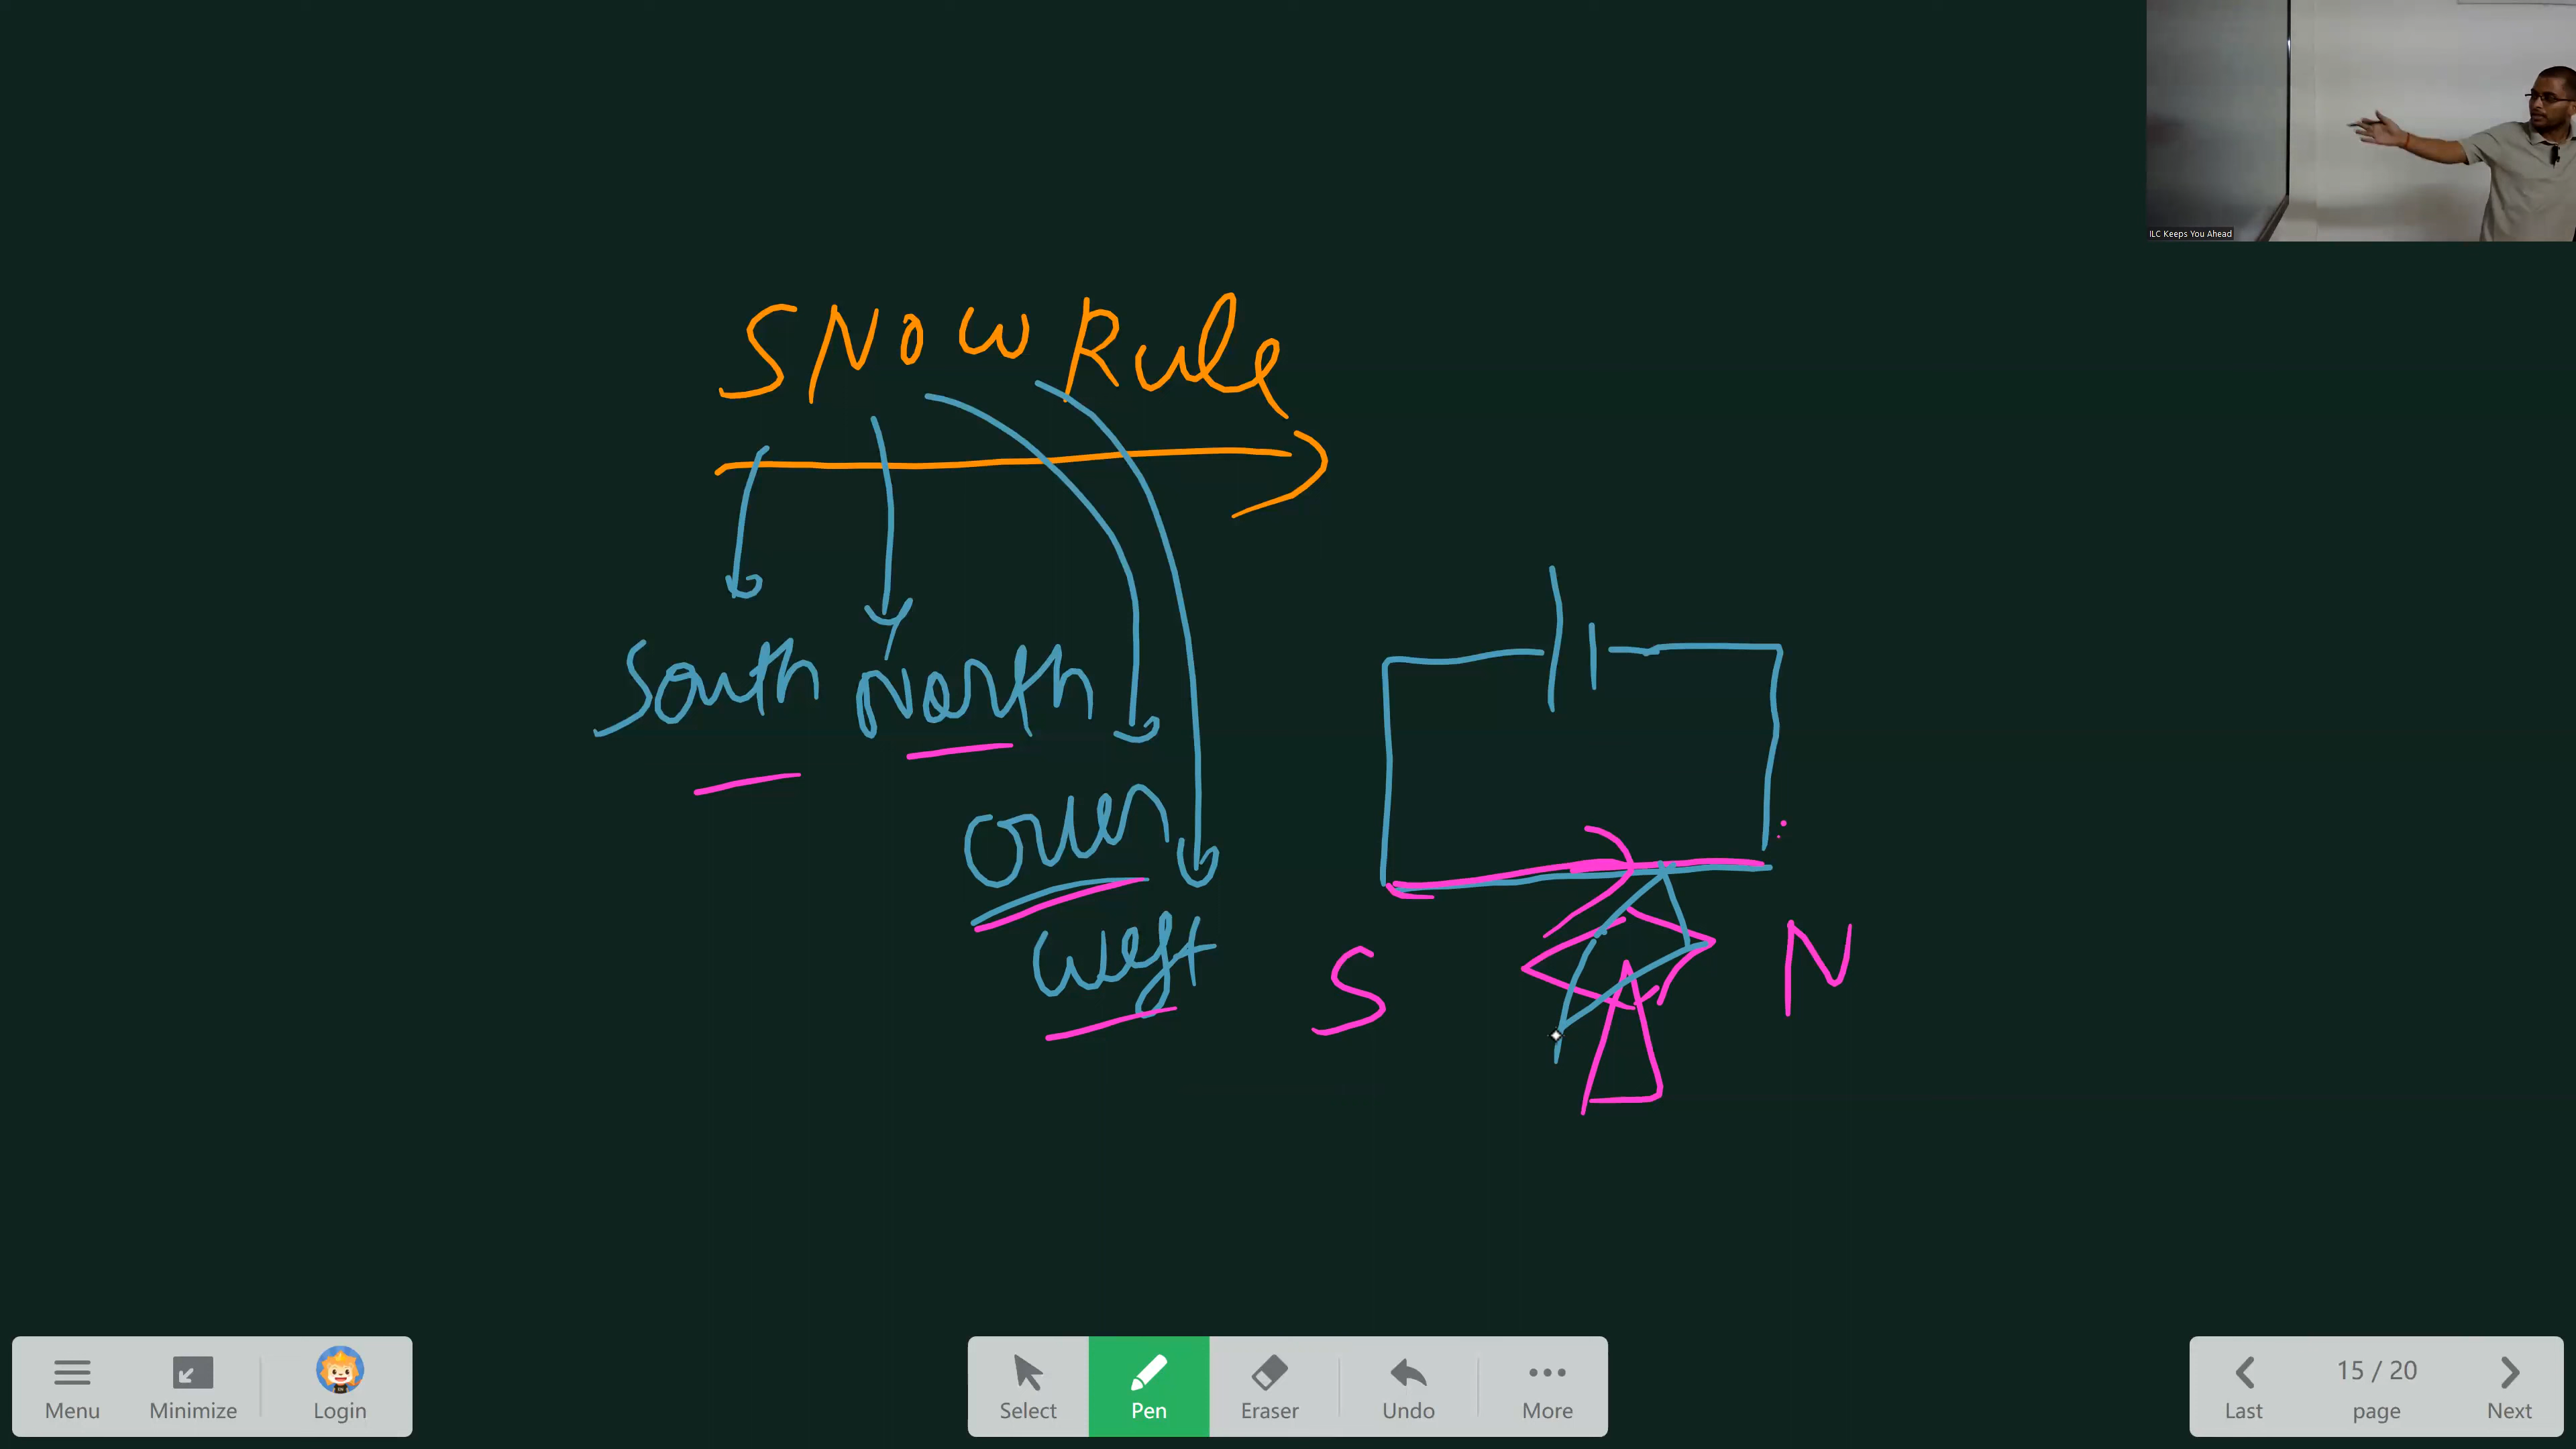 ILC Keeps You Ahead
SNOW Rule
South North
Over
West
S N
Menu Minimize Login
Select Pen Eraser Undo More
15 / 20
Last page Next